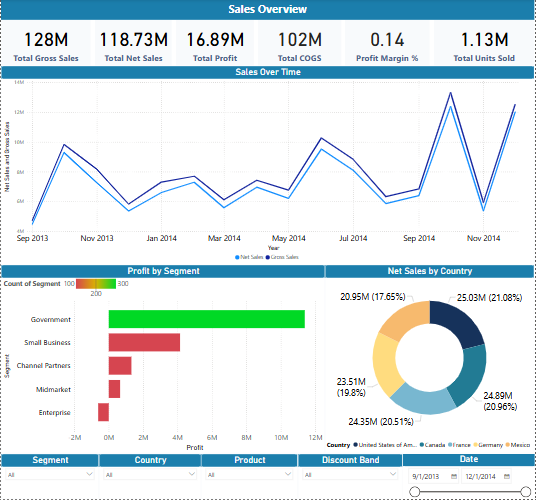 Sales Overview
128M 118.73M 16.89M 102M 0.14 1.13M
Total Gross Sales Total Net Sales Total Profit Total COGS Profit Margin % Total Units Sold
Sales Over Time
14M
12M
10M
8M
6M
4M
Net Sales and Gross Sales
Sep 2013 Nov 2013 Jan 2014 Mar 2014 May 2014 Jul 2014 Sep 2014 Nov 2014
Year
Net Sales Gross Sales
Profit by Segment Net Sales by Country
Count of Segment 100 300
200
Segment
Government
Small Business
Channel Partners
Midmarket
Enterprise
-2M 0M 2M 4M 6M 8M 10M 12M
Profit
20.95M (17.65%) 25.03M (21.08%)
23.51M
(19.8%)
24.89M
(20.96%)
24.35M (20.51%)
Country United States of Am... Canada France Germany Mexico
Segment Country Product Discount Band Date
All All All All 9/1/2013 12/1/2014